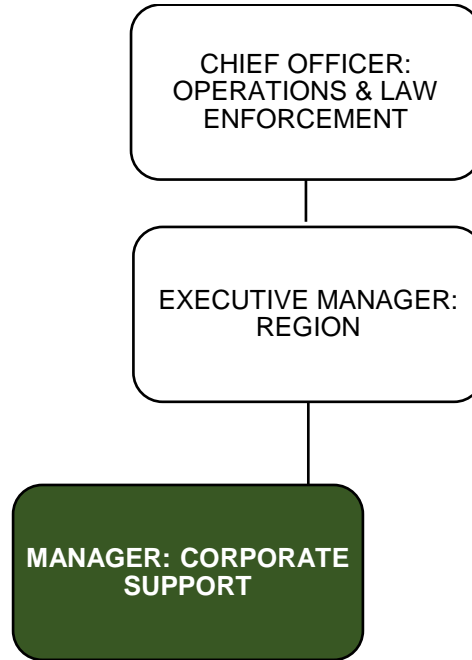 CHIEF OFFICER:
OPERATIONS & LAW
ENFORCEMENT
EXECUTIVE MANAGER:
REGION
MANAGER: CORPORATE
SUPPORT